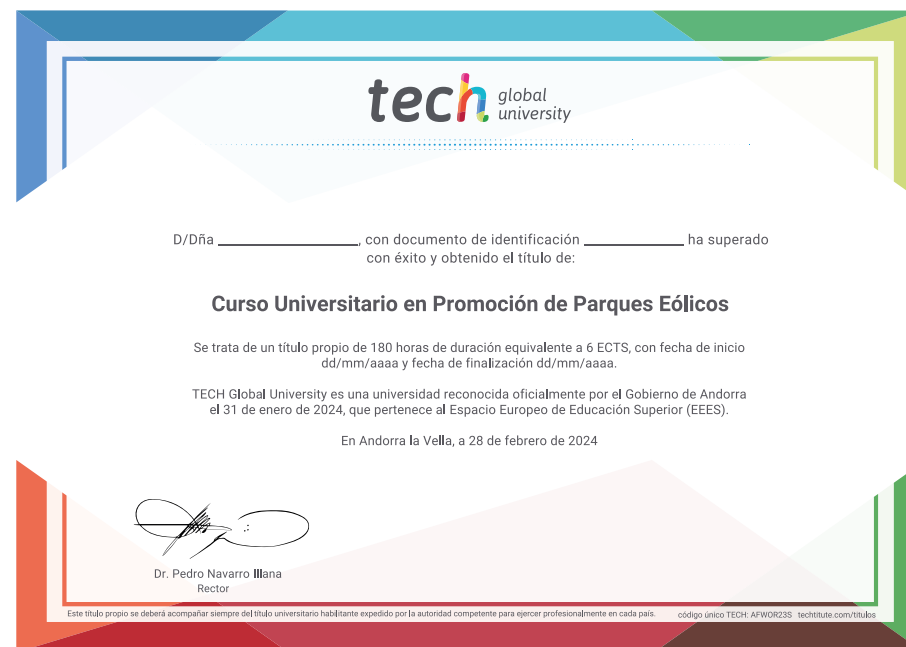 tech global university
D/Dña ____________, con documento de identificación ____________ ha superado
con éxito y obtenido el título de:
Curso Universitario en Promoción de Parques Eólicos
Se trata de un título propio de 180 horas de duración equivalente a 6 ECTS, con fecha de inicio
dd/mm/aaaa y fecha de finalización dd/mm/aaaa.
TECH Global University es una universidad reconocida oficialmente por el Gobierno de Andorra
el 31 de enero de 2024, que pertenece al Espacio Europeo de Educación Superior (EEES).
En Andorra la Vella, a 28 de febrero de 2024
Dr. Pedro Navarro Illana
Rector
Este título propio se deberá acompañar siempre del título universitario habilitante expedido por la autoridad competente para ejercer profesionalmente en cada país.
código único TECH: AFWOR23S techtitute.com/titulos